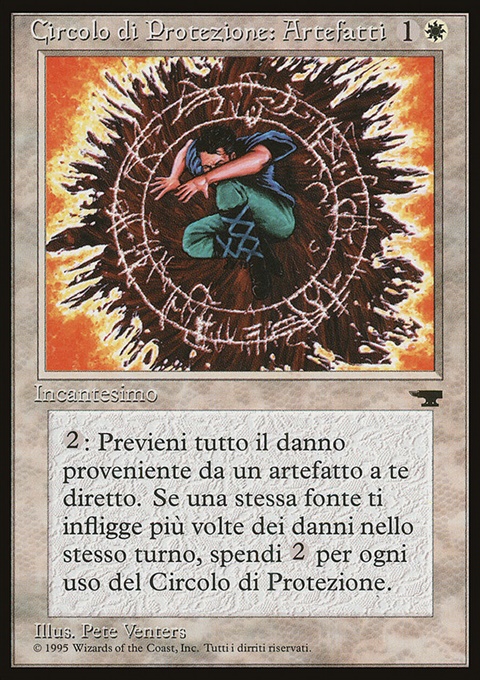 Circolo di Protezione: Artefatti 1
Incantesimo
2: Previeni tutto il danno
proveniente da un artefatto a te
diretto. Se una stessa fonte ti
infligge più volte dei danni nello
stesso turno, spendi 2 per ogni
uso del Circolo di Protezione.
Illus. Pete Venters
© 1995 Wizards of the Coast, Inc. Tutti i dirriti riservati.